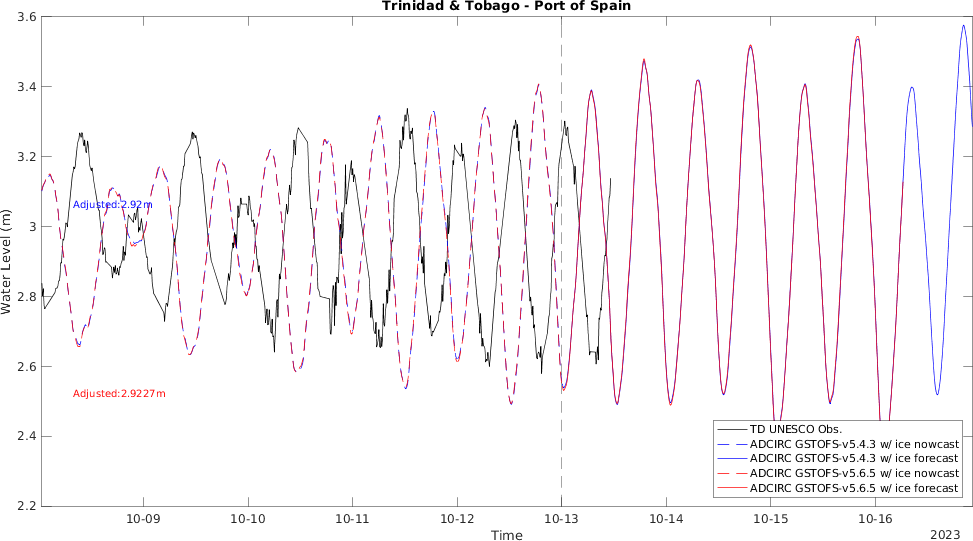 Trinidad & Tobago - Port of Spain
3.6
3.4
3.2
3
2.8
2.6
2.4
2.2
Water Level (m)
Adjusted:2.92m
Adjusted:2.9227m
TD UNESCO Obs.
ADCIRC GSTOFS-v5.4.3 w/ ice nowcast
ADCIRC GSTOFS-v5.4.3 w/ ice forecast
ADCIRC GSTOFS-v5.6.5 w/ ice nowcast
ADCIRC GSTOFS-v5.6.5 w/ ice forecast
10-09 10-10 10-11 10-12 10-13 10-14 10-15 10-16
Time
2023